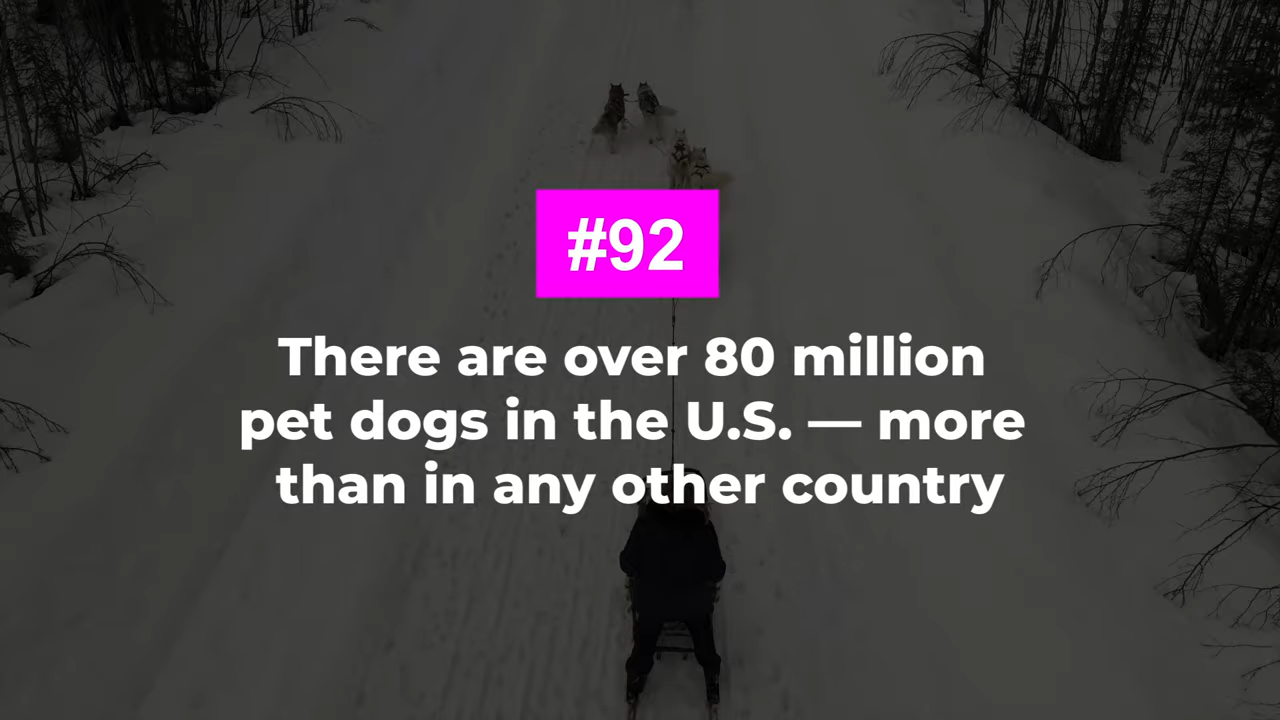 #92
There are over 80 million
pet dogs in the U.S. — more
than in any other country